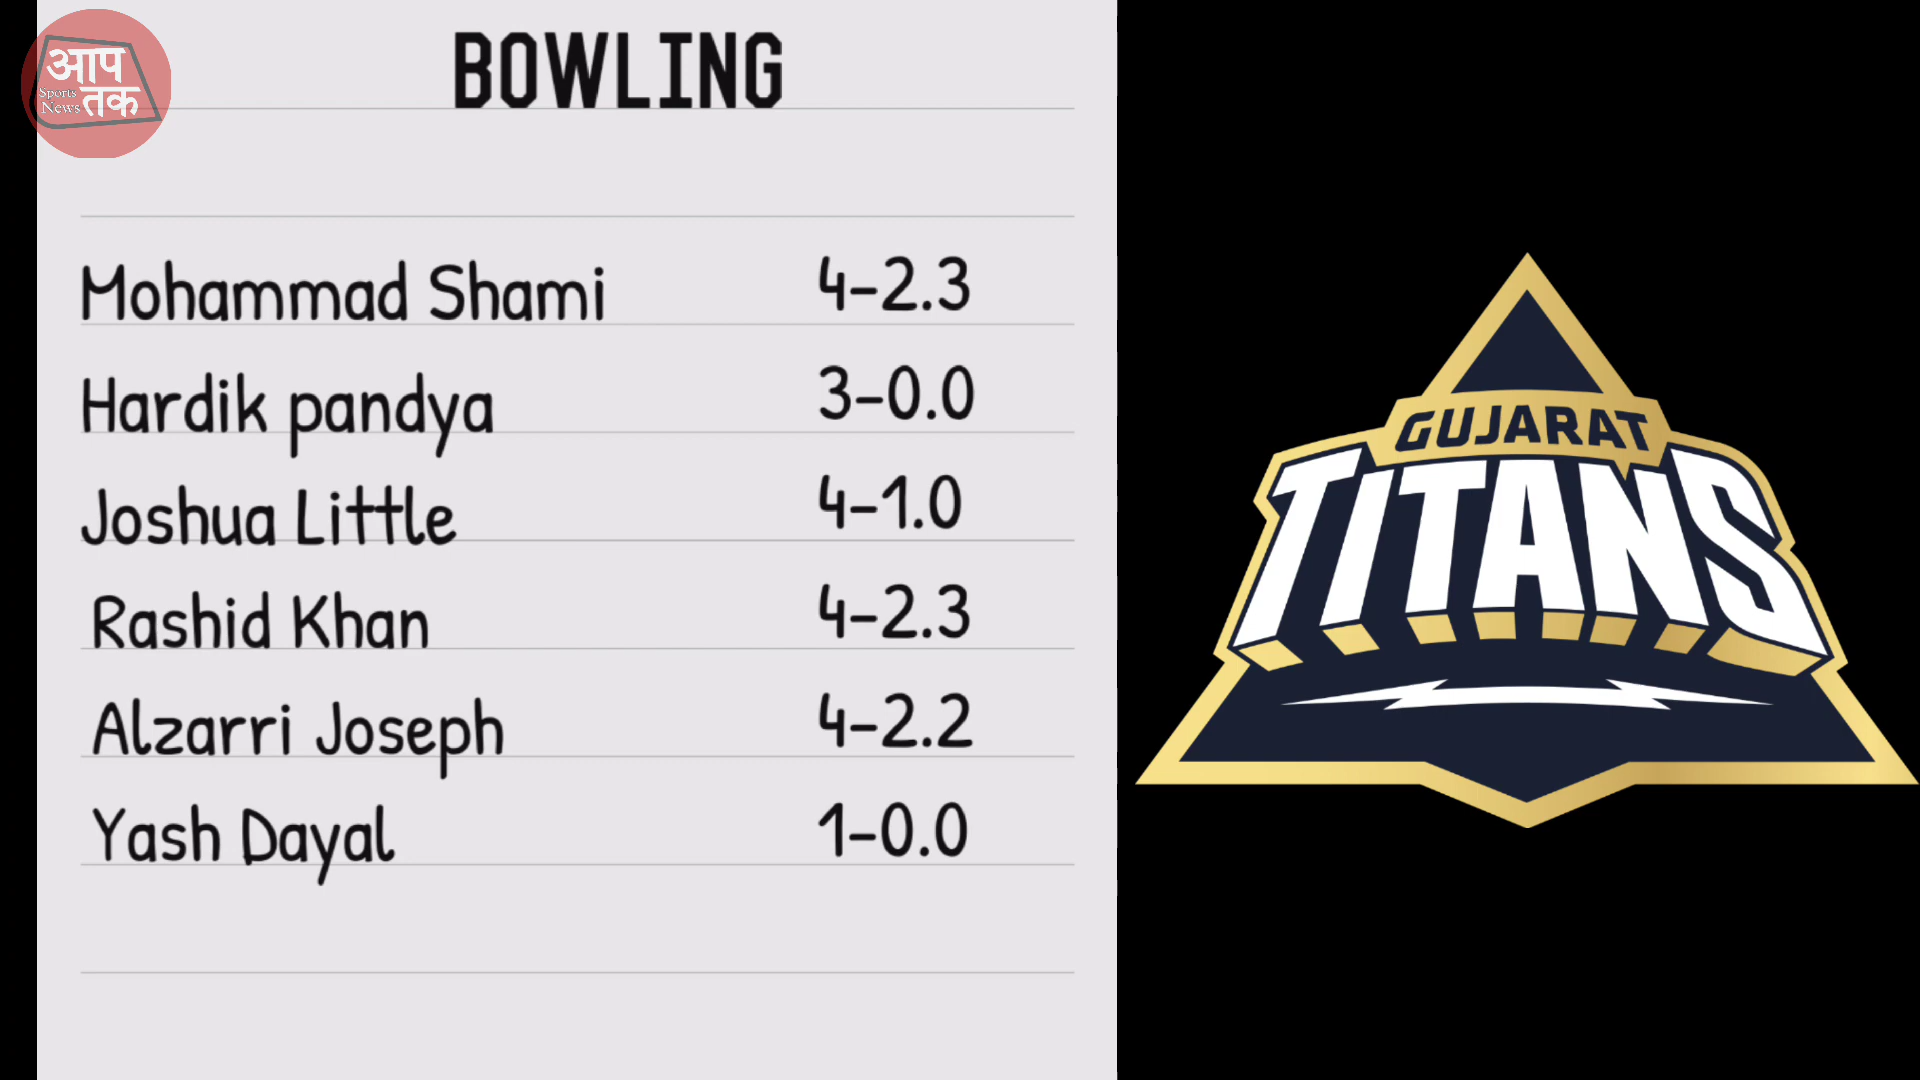 आप
Sports
News तक
BOWLING
Mohammad Shami 4-2.3
Hardik pandya 3-0.0
Joshua Little 4-1.0
Rashid Khan 4-2.3
Alzarri Joseph 4-2.2
Yash Dayal 1-0.0
GUJARAT
TITANS